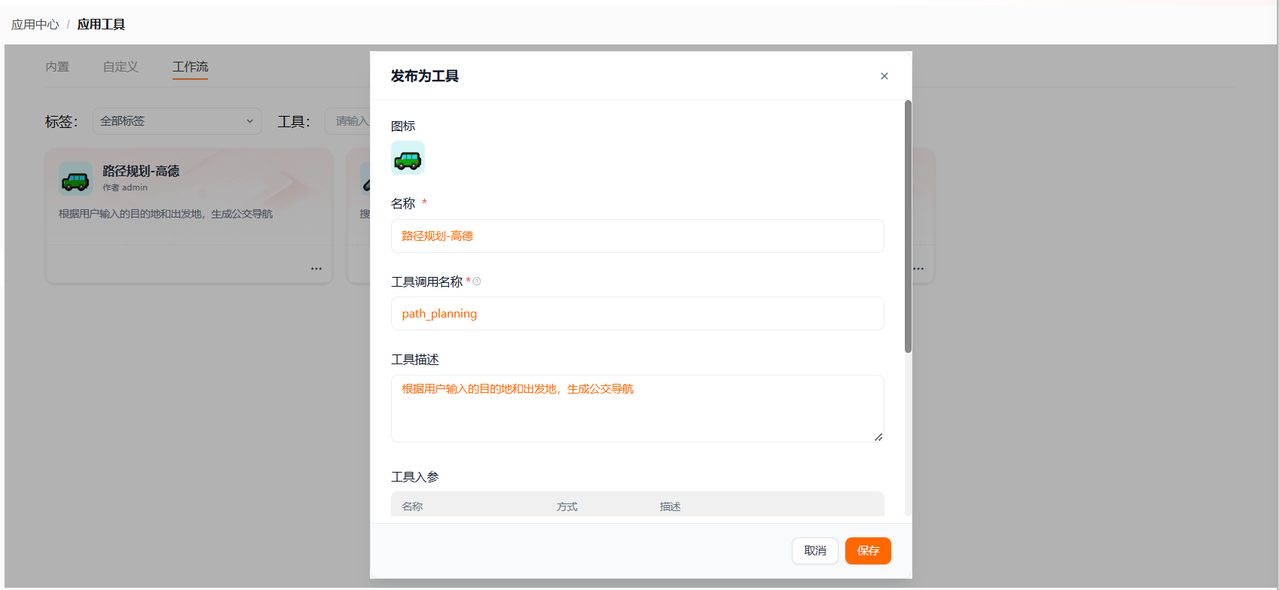 应用中心 / 应用工具
内置 自定义 工作流
标签： 全部标签 工具： 请输入
路径规划-高德
作者 admin
根据用户输入的目的地和出发地，生成公交导航
...
搜
...
发布为工具 ×
图标
名称 *
路径规划-高德
工具调用名称 *
path_planning
工具描述
根据用户输入的目的地和出发地，生成公交导航
工具入参
名称 方式 描述
取消 保存